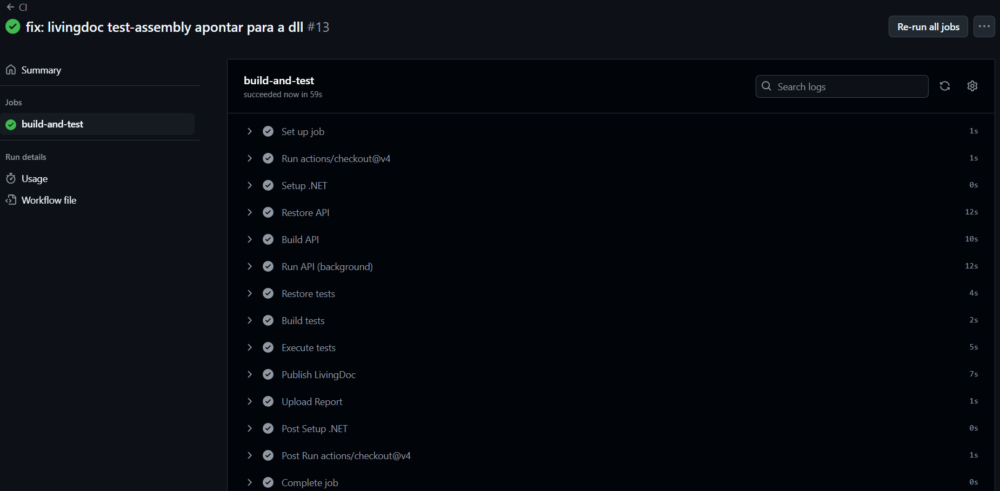 CI
fix: livingdoc test-assembly apontar para a dll #13
Re-run all jobs
Summary
Jobs
build-and-test
Run details
Usage
Workflow file
build-and-test
succeeded now in 59s
Search logs
Set up job 1s
Run actions/checkout@v4 1s
Setup .NET 0s
Restore API 12s
Build API 10s
Run API (background) 12s
Restore tests 4s
Build tests 2s
Execute tests 5s
Publish LivingDoc 7s
Upload Report 1s
Post Setup .NET 0s
Post Run actions/checkout@v4 1s
Complete job 0s